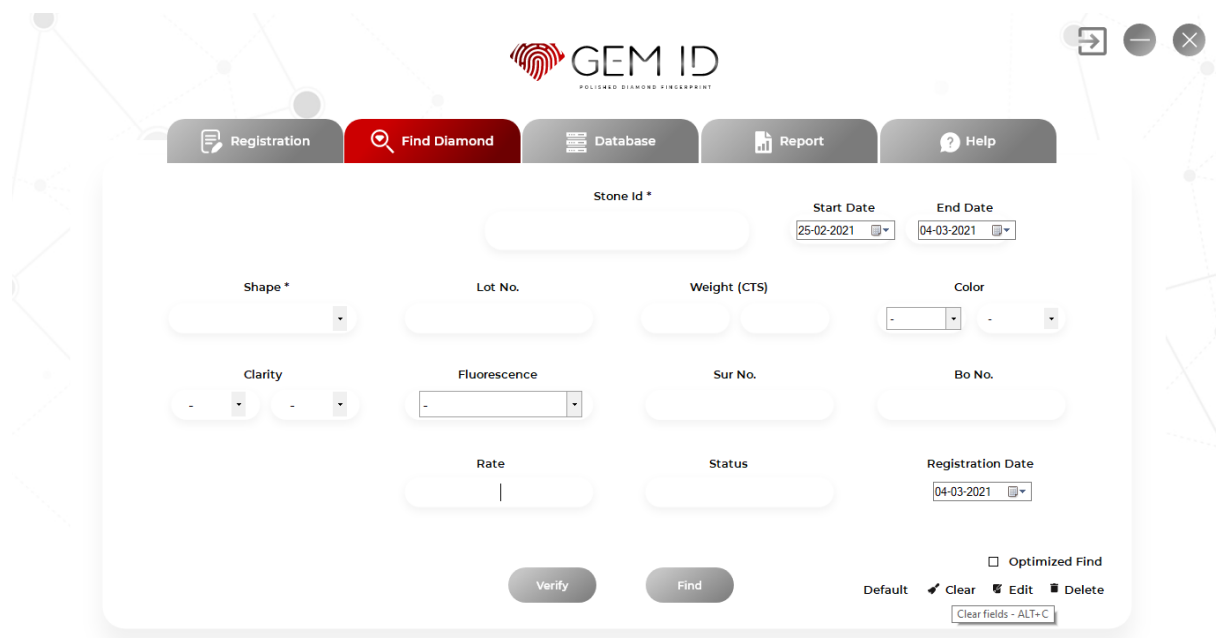 GEM ID
POLISHED DIAMOND FINGERPRINT
Registration
Find Diamond
Database
Report
Help
Stone Id *
Start Date
End Date
25-02-2021
04-03-2021
Shape *
Lot No.
Weight (CTS)
Color
-
-
Clarity
Fluorescence
Sur No.
Bo No.
-
-
-
Rate
Status
Registration Date
04-03-2021
Optimized Find
Verify
Find
Default
Clear
Edit
Delete
Clear fields - ALT+C